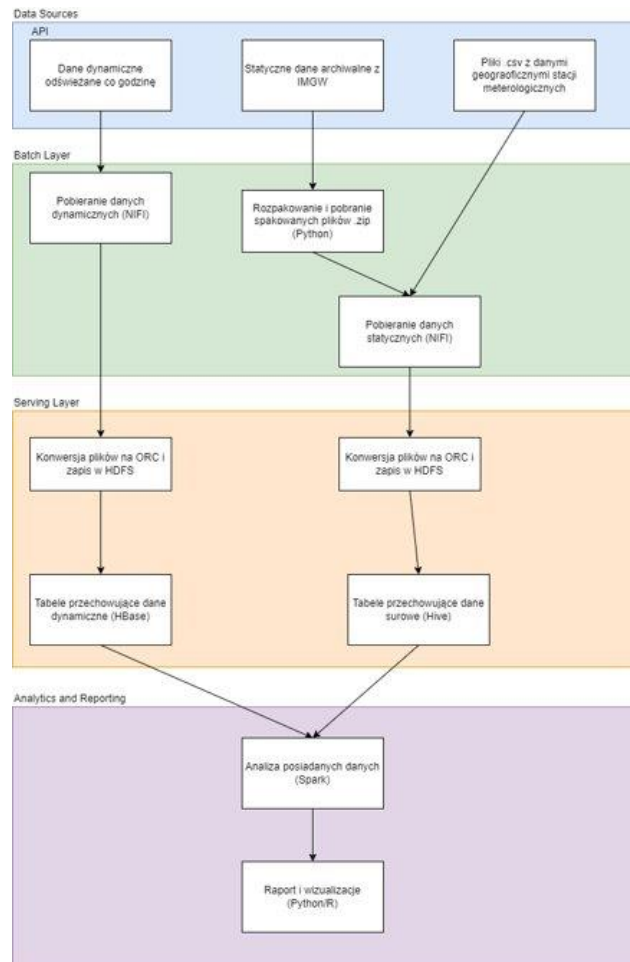 Data Sources
API
Dane dynamiczne
odświeżane co godzinę
Statyczne dane archiwalne z
IMGW
Pliki .csv z danymi
geograoficznymi stacji
meterologicznych
Batch Layer
Pobieranie danych
dynamicznych (NIFI)
Rozpakowanie i pobranie
spakowanych plików .zip
(Python)
Pobieranie danych
statycznych (NIFI)
Serving Layer
Konwersja plików na ORC i
zapis w HDFS
Konwersja plików na ORC i
zapis w HDFS
Tabele przechowujące dane
dynamiczne (HBase)
Tabele przechowujące dane
surowe (Hive)
Analytics and Reporting
Analiza posiadanych danych
(Spark)
Raport i wizualizacje
(Python/R)